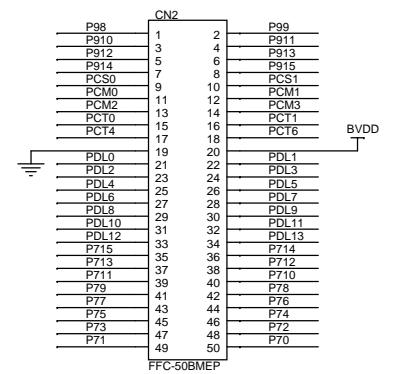 CN2
P98 1 2 P99
P910 3 4 P911
P912 5 6 P913
P914 7 8 P915
PCS0 9 10 PCS1
PCM0 11 12 PCM1
PCM2 13 14 PCM3
PCT0 15 16 PCT1
PCT4 17 18 PCT6
BVDD
19 20
PDL0 21 22 PDL1
PDL2 23 24 PDL3
PDL4 25 26 PDL5
PDL6 27 28 PDL7
PDL8 29 30 PDL9
PDL10 31 32 PDL11
PDL12 33 34 PDL13
P715 35 36 P714
P713 37 38 P712
P711 39 40 P710
P79 41 42 P78
P77 43 44 P76
P75 45 46 P74
P73 47 48 P72
P71 49 50 P70
FFC-50BMEP